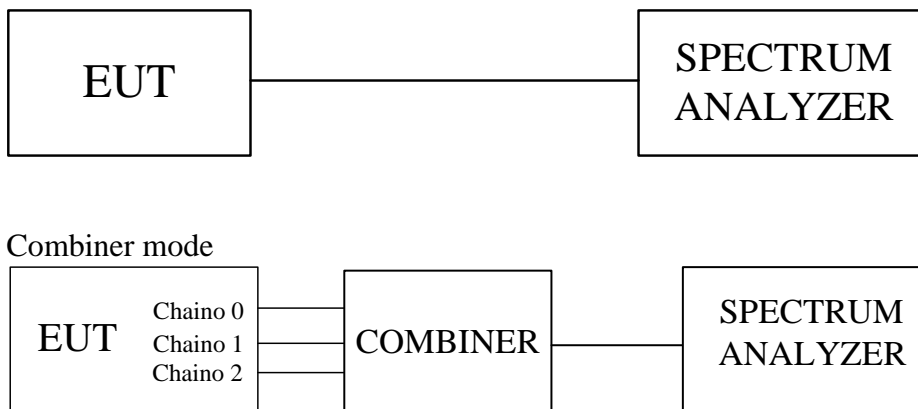 EUT
SPECTRUM
ANALYZER
Combiner mode
EUT
Chaino 0
Chaino 1
Chaino 2
COMBINER
SPECTRUM
ANALYZER